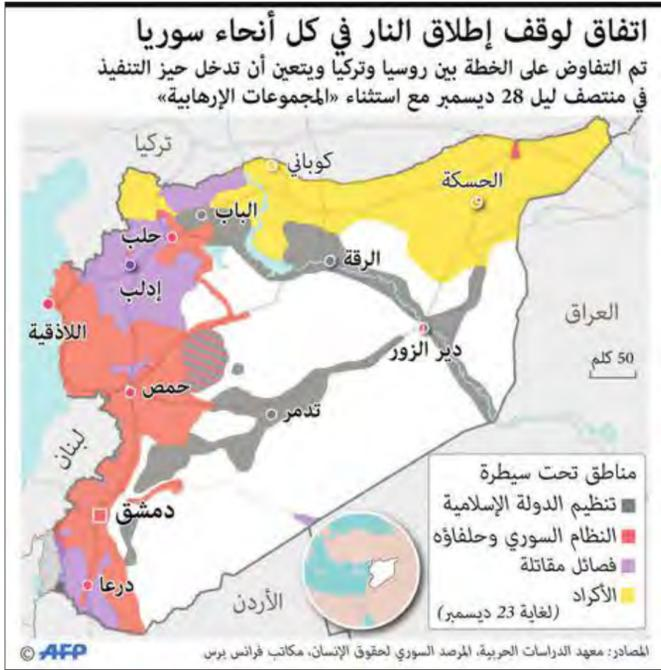 اتفاق لوقف إطلاق النار في كل أنحاء سوريا
تم التفاوض على الخطة بين روسيا وتركيا ويتعين أن تدخل حيز التنفيذ
في منتصف ليل 28 ديسمبر مع استثناء «المجموعات الإرهابية»
تركيا
كوباني
الحسكة
الباب
حلب
الرقة
إدلب
العراق
اللاذقية
دير الزور
50 كلم
حمص
تدمر
لبنان
دمشق
درعا
الأردن
مناطق تحت سيطرة
تنظيم الدولة الإسلامية
النظام السوري وحلفاؤه
فصائل مقاتلة
الأكراد
(لغاية 23 ديسمبر)
المصادر: معهد الدراسات الحربية، المرصد السوري لحقوق الإنسان، مكاتب فرانس برس
© AFP